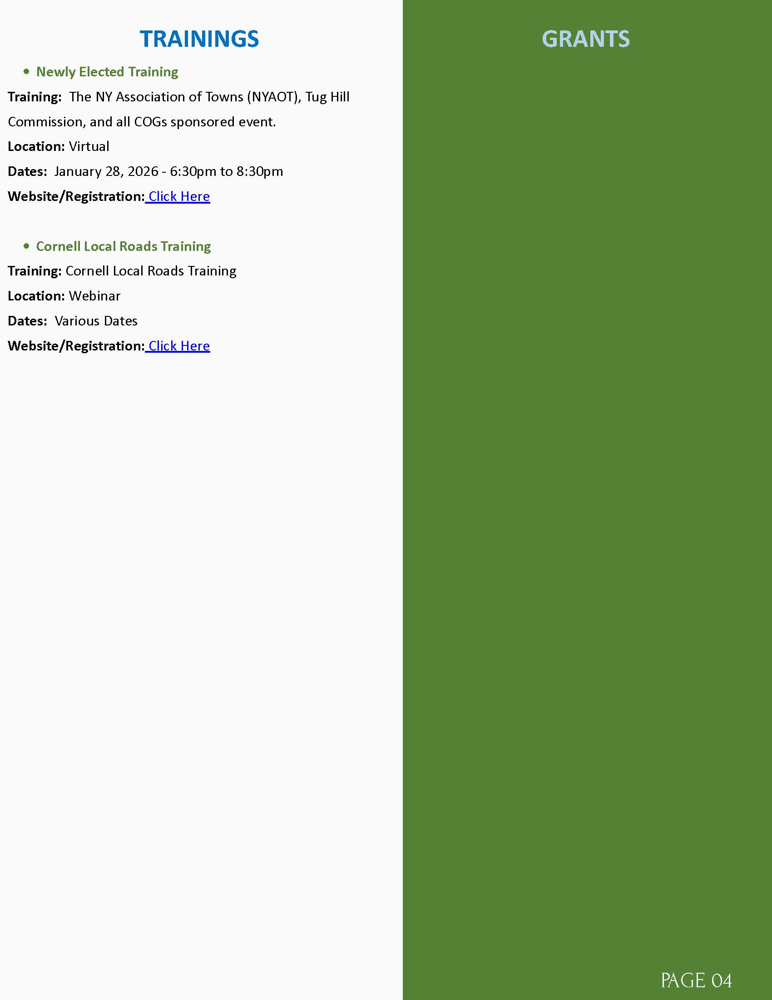 TRAININGS
• Newly Elected Training
Training:  The NY Association of Towns (NYAOT), Tug Hill
Commission, and all COGs sponsored event.
Location: Virtual
Dates:  January 28, 2026 - 6:30pm to 8:30pm
Website/Registration: Click Here
• Cornell Local Roads Training
Training: Cornell Local Roads Training
Location: Webinar
Dates:  Various Dates
Website/Registration: Click Here
GRANTS
PAGE 04